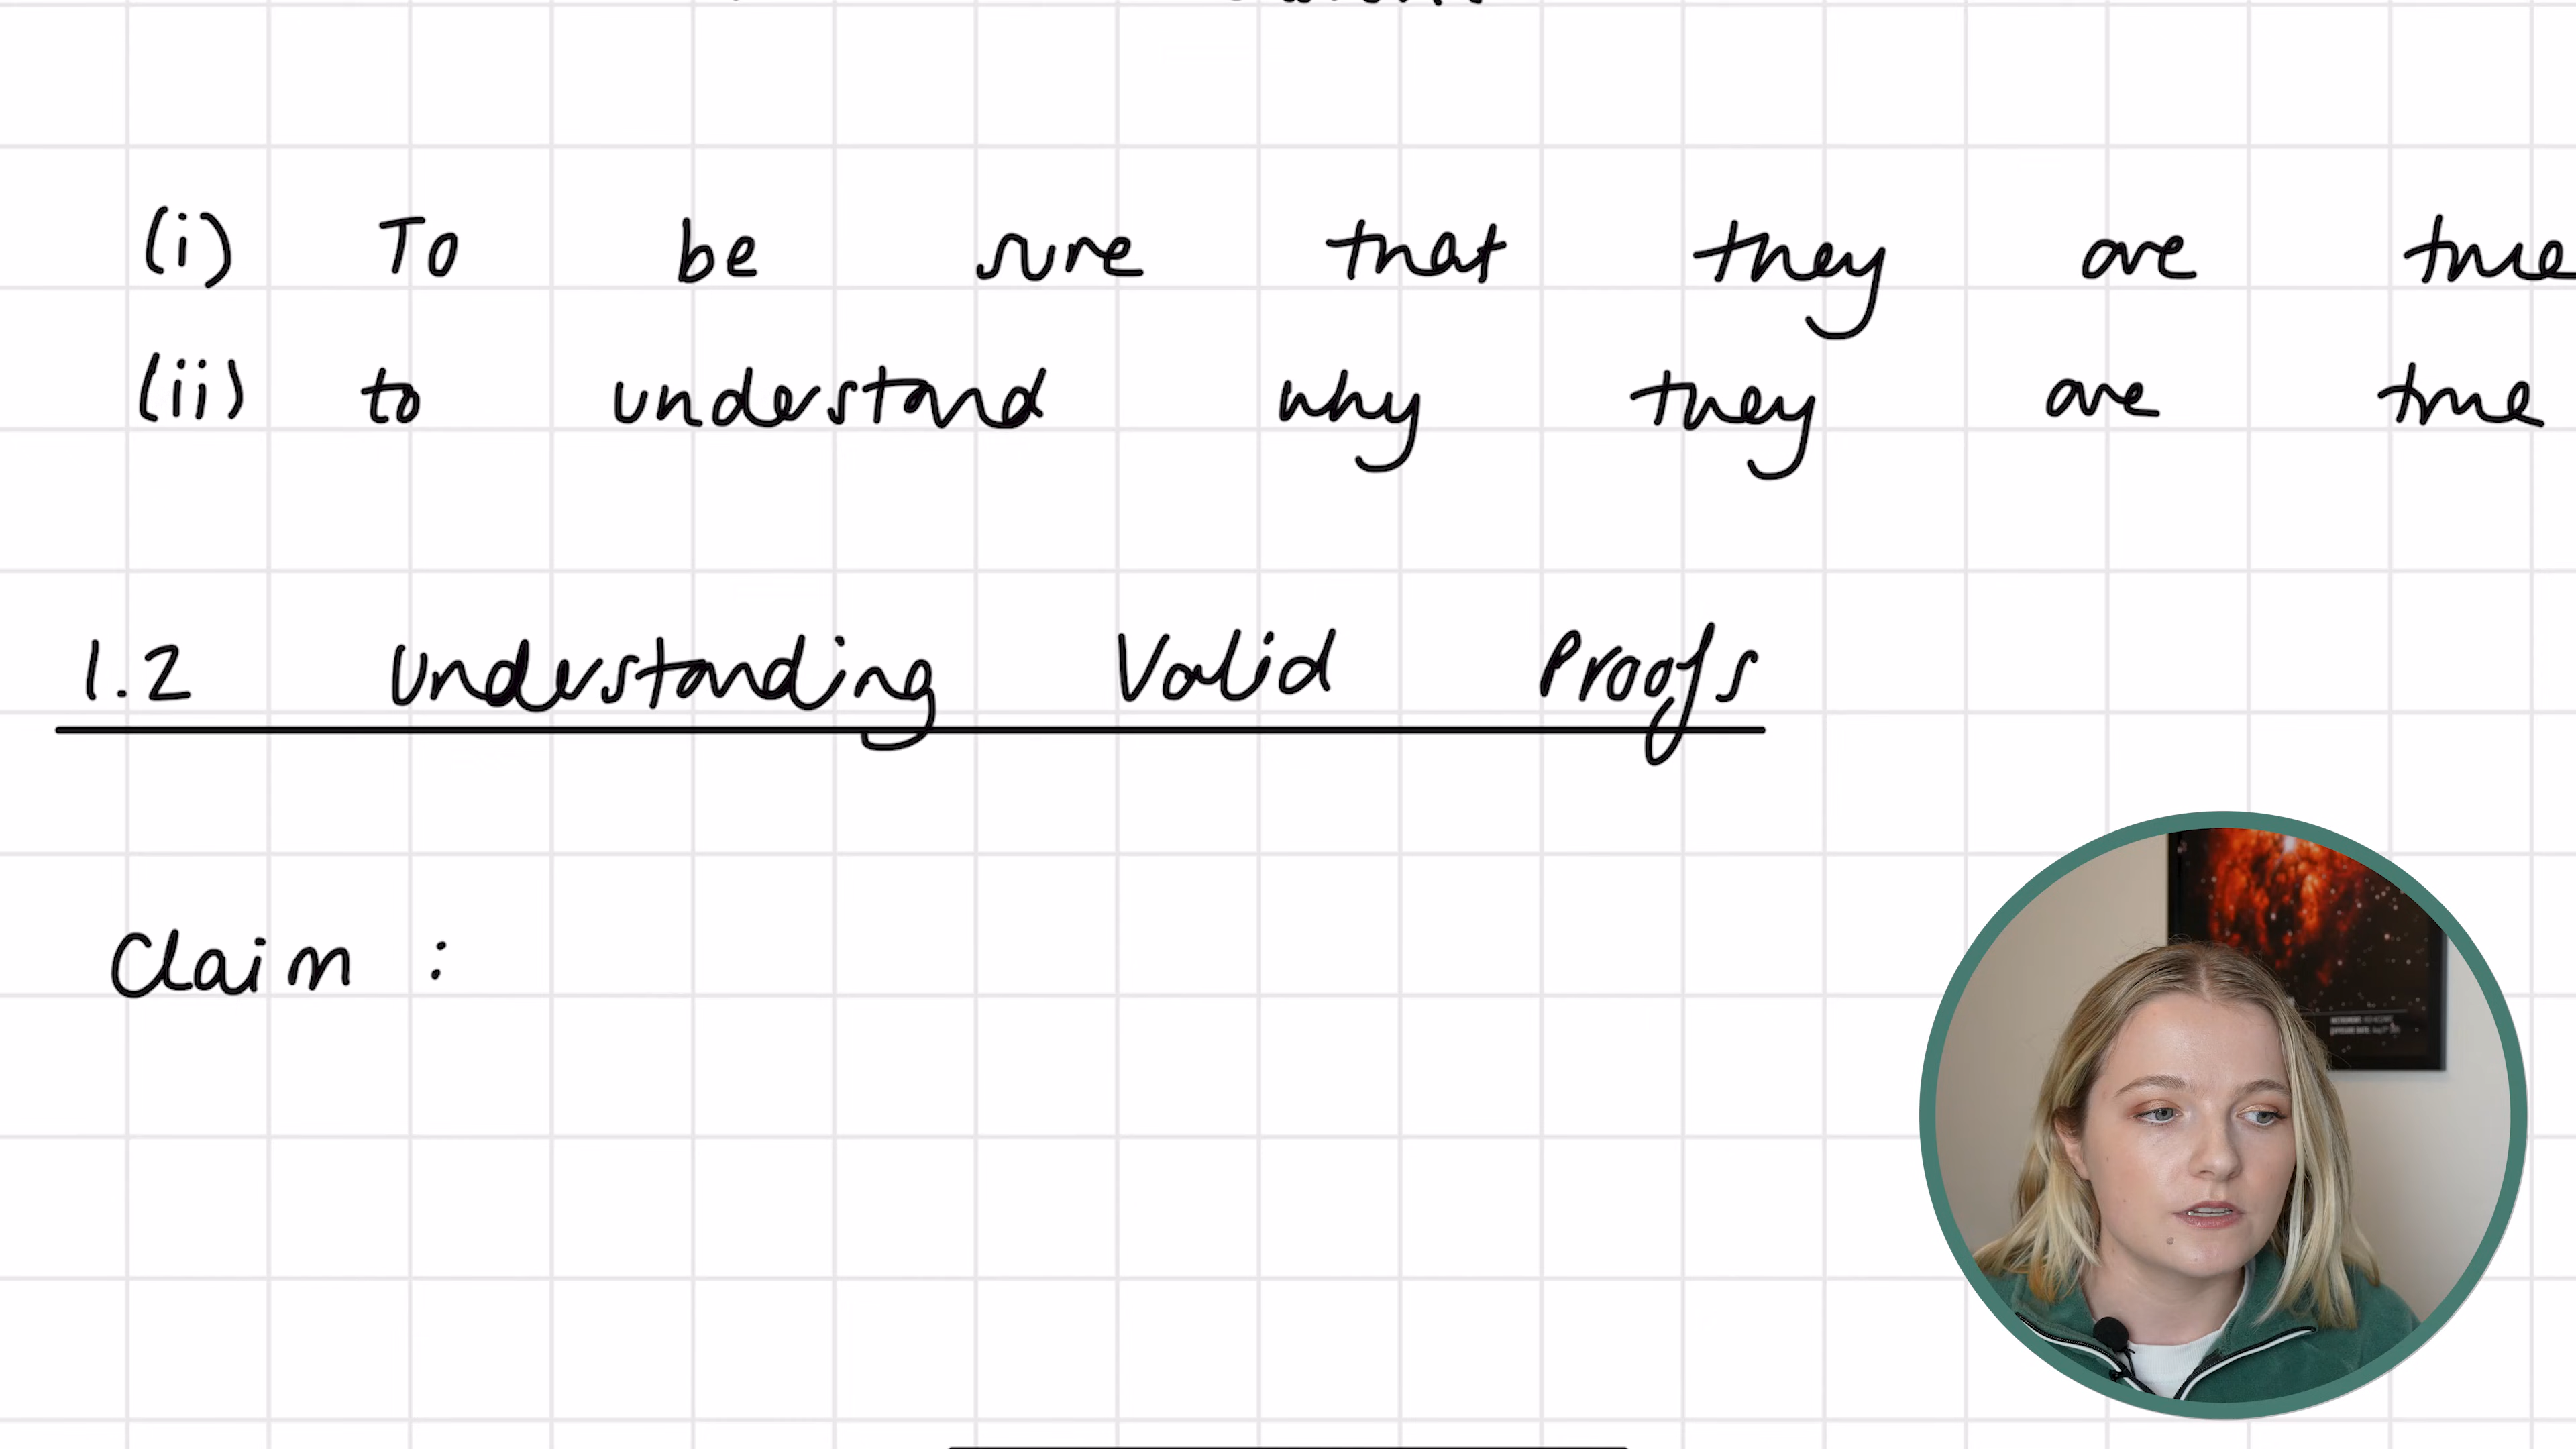 (i) To be sure that they are true
(ii) to understand why they are true
1.2 Understanding Valid Proofs
Claim :